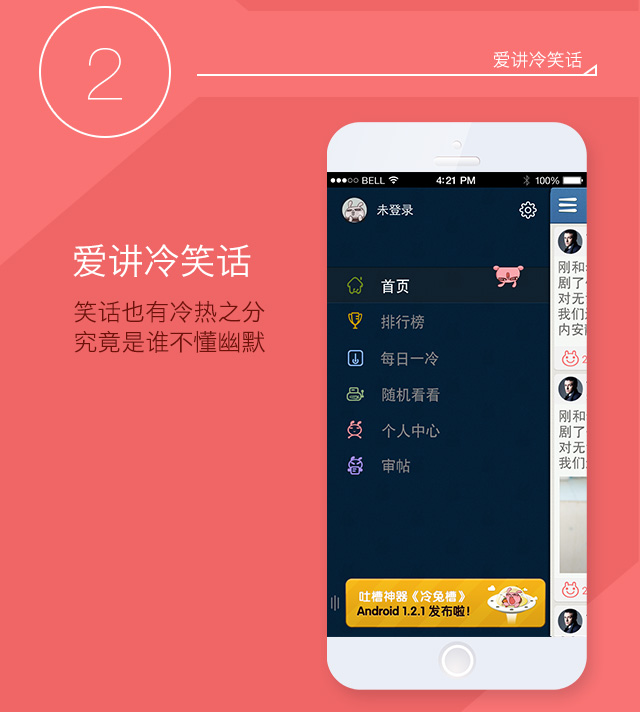 2
爱讲冷笑话
爱讲冷笑话
笑话也有冷热之分
究竟是谁不懂幽默
BELL 4:21 PM 100%
未登录
首页
排行榜
每日一冷
随机看看
个人中心
审帖
吐槽神器《冷兔槽》
Android 1.2.1 发布啦！
刚和
剧了
对无
我们
内安
2
刚和
剧了
对无
我们
2